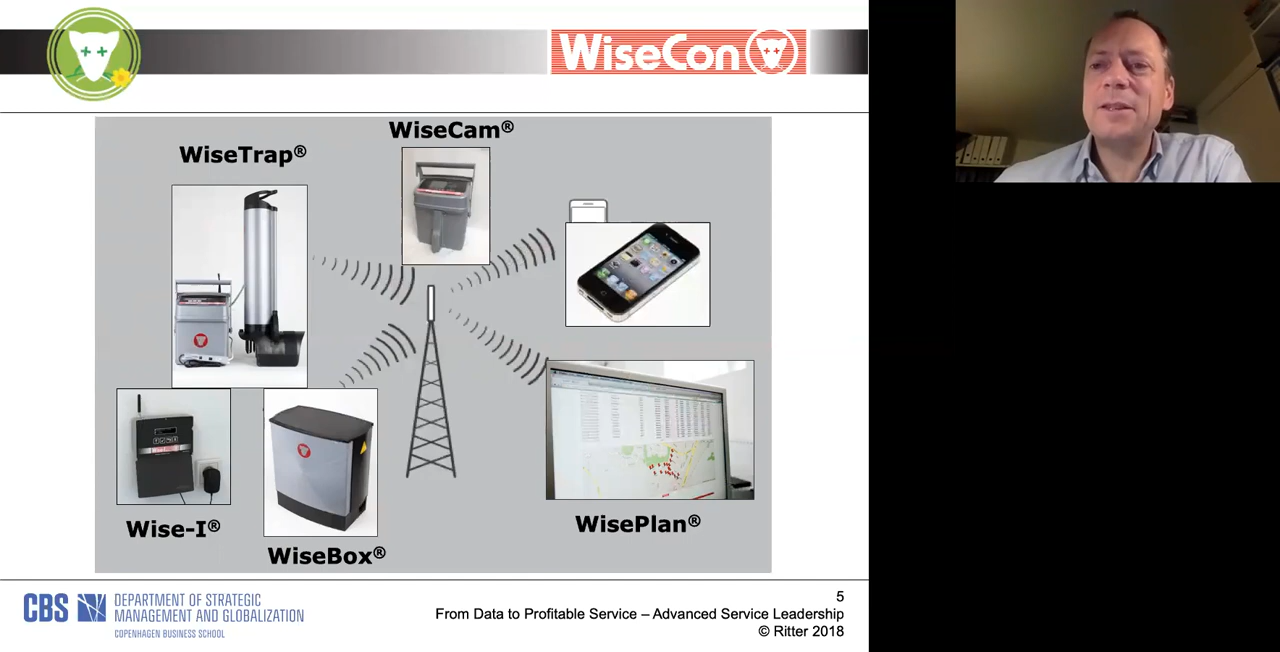 WiseCon
WiseCam®
WiseTrap®
Wise-I®
WiseBox®
WisePlan®
CBS
DEPARTMENT OF STRATEGIC
MANAGEMENT AND GLOBALIZATION
COPENHAGEN BUSINESS SCHOOL
5
From Data to Profitable Service – Advanced Service Leadership
© Ritter 2018